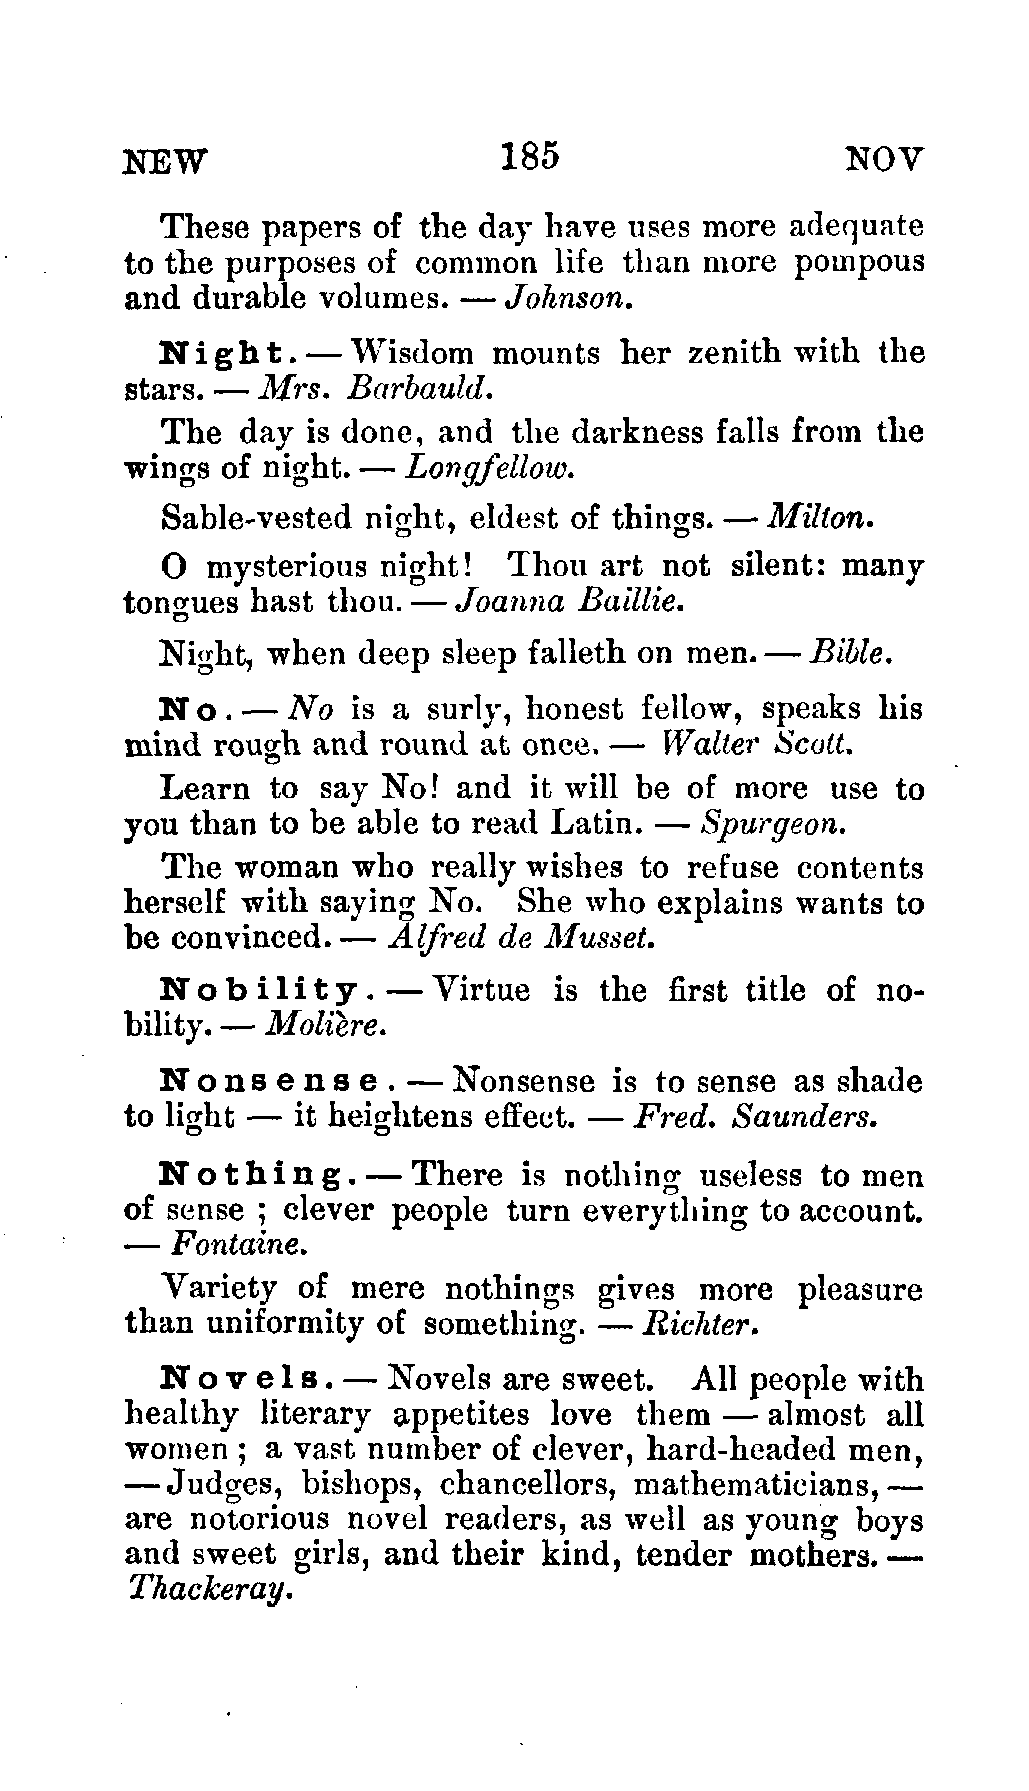 NEW 185 NOV
These papers of the day have uses more adequate
to the purposes of common life than more pompous
and durable volumes. — Johnson.
Night. — Wisdom mounts her zenith with the
stars. — Mrs. Barbauld.
The day is done, and the darkness falls from the
wings of night. — Longfellow.
Sable-vested night, eldest of things. — Milton.
O mysterious night! Thou art not silent: many
tongues hast thou. — Joanna Baillie.
Night, when deep sleep falleth on men. — Bible.
No. — No is a surly, honest fellow, speaks his
mind rough and round at once. — Walter Scott.
Learn to say No! and it will be of more use to
you than to be able to read Latin. — Spurgeon.
The woman who really wishes to refuse contents
herself with saying No. She who explains wants to
be convinced. — Alfred de Musset.
Nobility. — Virtue is the first title of no-
bility. — Molière.
Nonsense. — Nonsense is to sense as shade
to light — it heightens effect. — Fred. Saunders.
Nothing. — There is nothing useless to men
of sense ; clever people turn everything to account.
— Fontaine.
Variety of mere nothings gives more pleasure
than uniformity of something. — Richter.
Novels. — Novels are sweet. All people with
healthy literary appetites love them — almost all
women ; a vast number of clever, hard-headed men,
— Judges, bishops, chancellors, mathematicians, —
are notorious novel readers, as well as young boys
and sweet girls, and their kind, tender mothers. —
Thackeray.